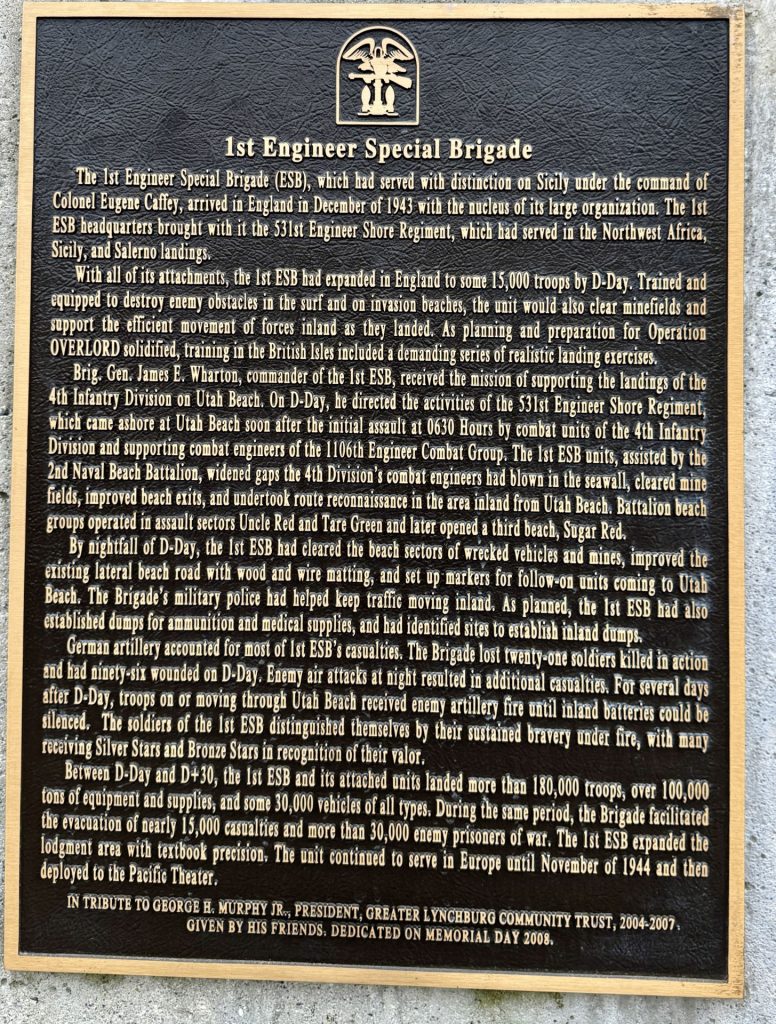 1st Engineer Special Brigade
The 1st Engineer Special Brigade (ESB), which had served with distinction on Sicily under the command of
Colonel Eugene Caffey, arrived in England in December of 1943 with the nucleus of its large organization. The 1st
ESB headquarters brought with it the 531st Engineer Shore Regiment, which had served in the Northwest Africa,
Sicily, and Salerno landings.
With all of its attachments, the 1st ESB had expanded in England to some 15,000 troops by D-Day. Trained and
equipped to destroy enemy obstacles in the surf and on invasion beaches, the unit would also clear minefields and
support the efficient movement of forces inland as they landed. As planning and preparation for Operation
OVERLORD solidified, training in the British Isles included a demanding series of realistic landing exercises.
Brig. Gen. James E. Wharton, commander of the 1st ESB, received the mission of supporting the landings of the
4th Infantry Division on Utah Beach. On D-Day, he directed the activities of the 531st Engineer Shore Regiment,
which came ashore at Utah Beach soon after the initial assault at 0630 Hours by combat units of the 4th Infantry
Division and supporting combat engineers of the 1106th Engineer Combat Group. The 1st ESB units, assisted by the
2nd Naval Beach Battalion, widened gaps the 4th Division's combat engineers had blown in the seawall, cleared mine
fields, improved beach exits, and undertook route reconnaissance in the area inland from Utah Beach. Battalion beach
groups operated in assault sectors Uncle Red and Tare Green and later opened a third beach, Sugar Red.
By nightfall of D-Day, the 1st ESB had cleared the beach sectors of wrecked vehicles and mines, improved the
existing lateral beach road with wood and wire matting, and set up markers for follow-on units coming to Utah
Beach. The Brigade's military police had helped keep traffic moving inland. As planned, the 1st ESB had also
established dumps for ammunition and medical supplies, and had identified sites to establish inland dumps.
German artillery accounted for most of 1st ESB's casualties. The Brigade lost twenty-one soldiers killed in action
and had ninety-six wounded on D-Day. Enemy air attacks at night resulted in additional casualties. For several days
after D-Day, troops on or moving through Utah Beach received enemy artillery fire until inland batteries could be
silenced. The soldiers of the 1st ESB distinguished themselves by their sustained bravery under fire, with many
receiving Silver Stars and Bronze Stars in recognition of their valor.
Between D-Day and D+30, the 1st ESB and its attached units landed more than 180,000 troops, over 100,000
tons of equipment and supplies, and some 30,000 vehicles of all types. During the same period, the Brigade facilitated
the evacuation of nearly 15,000 casualties and more than 30,000 enemy prisoners of war. The 1st ESB expanded the
lodgment area with textbook precision. The unit continued to serve in Europe until November of 1944 and then
deployed to the Pacific Theater.
IN TRIBUTE TO GEORGE H. MURPHY JR., PRESIDENT, GREATER LYNCHBURG COMMUNITY TRUST, 2004-2007.
GIVEN BY HIS FRIENDS. DEDICATED ON MEMORIAL DAY 2008.